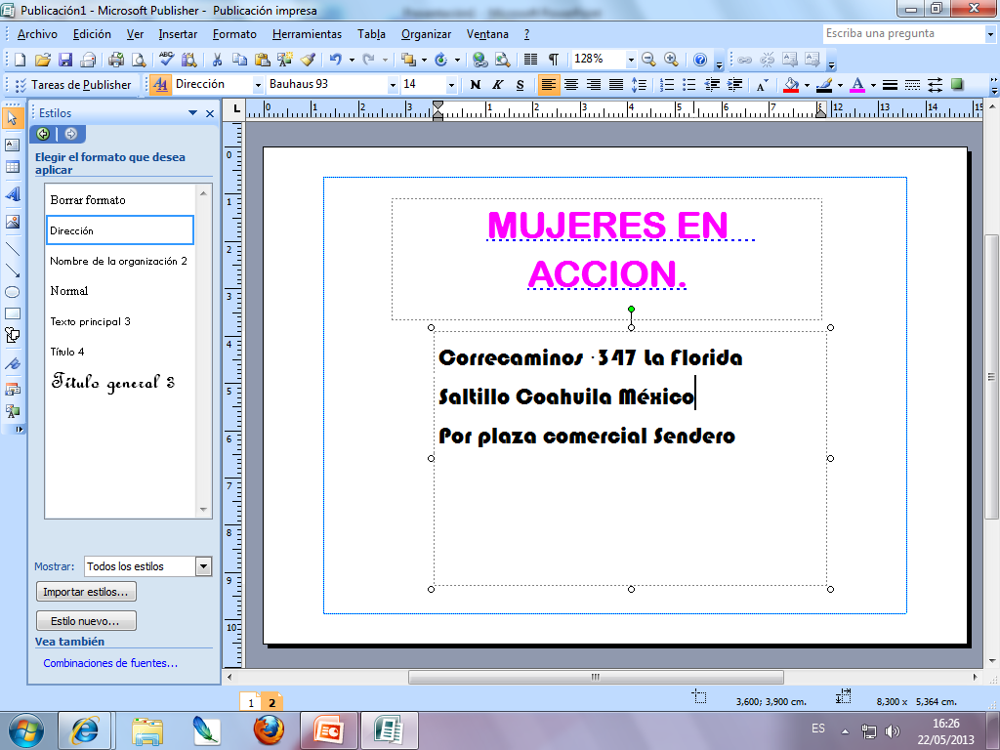 Publicación1 - Microsoft Publisher - Publicación impresa
Archivo Edición Ver Insertar Formato Herramientas Tabla Organizar Ventana ?
Escriba una pregunta
128%
Tareas de Publisher
Dirección
Bauhaus 93
14
N K S
Estilos
Elegir el formato que desea
aplicar
Borrar formato
Dirección
Nombre de la organización 2
Normal
Texto principal 3
Título 4
Título general 3
Mostrar: Todos los estilos
Importar estilos...
Estilo nuevo...
Vea también
Combinaciones de fuentes...
MUJERES EN
ACCION.
Correcaminos 347 La Florida
Saltillo Coahuila México
Por plaza comercial Sendero
1 2
3,600; 3,900 cm.
8,300 x 5,364 cm.
ES
16:26
22/05/2013